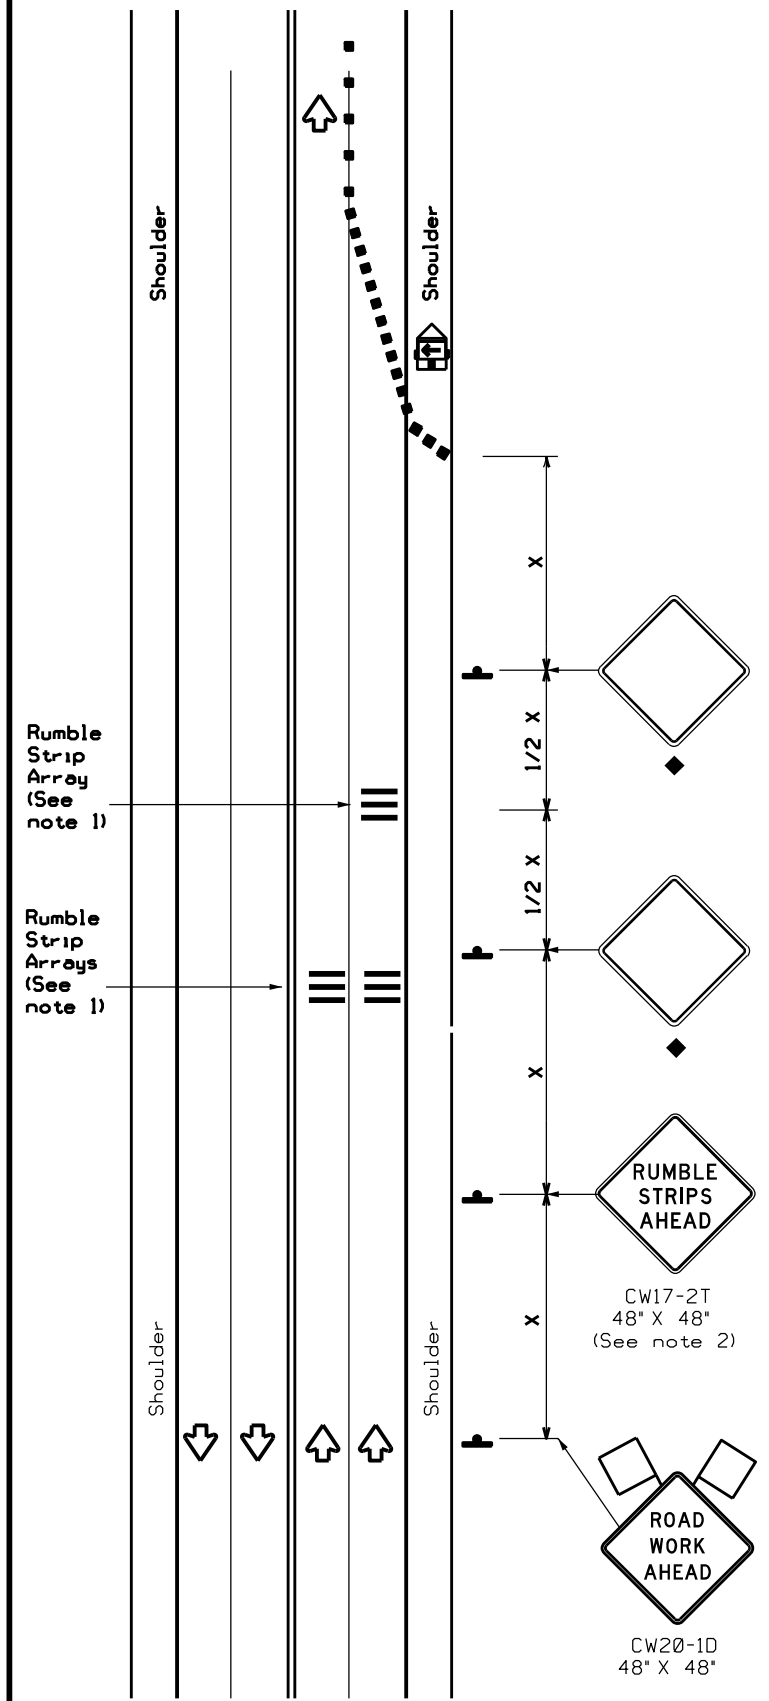 Shoulder
Shoulder
X
1/2 X
Rumble
Strip
Array
(See
note 1)
1/2 X
Rumble
Strip
Arrays
(See
note 1)
X
RUMBLE
STRIPS
AHEAD
CW17-2T
48" X 48"
(See note 2)
X
Shoulder
Shoulder
ROAD
WORK
AHEAD
CW20-1D
48" X 48"